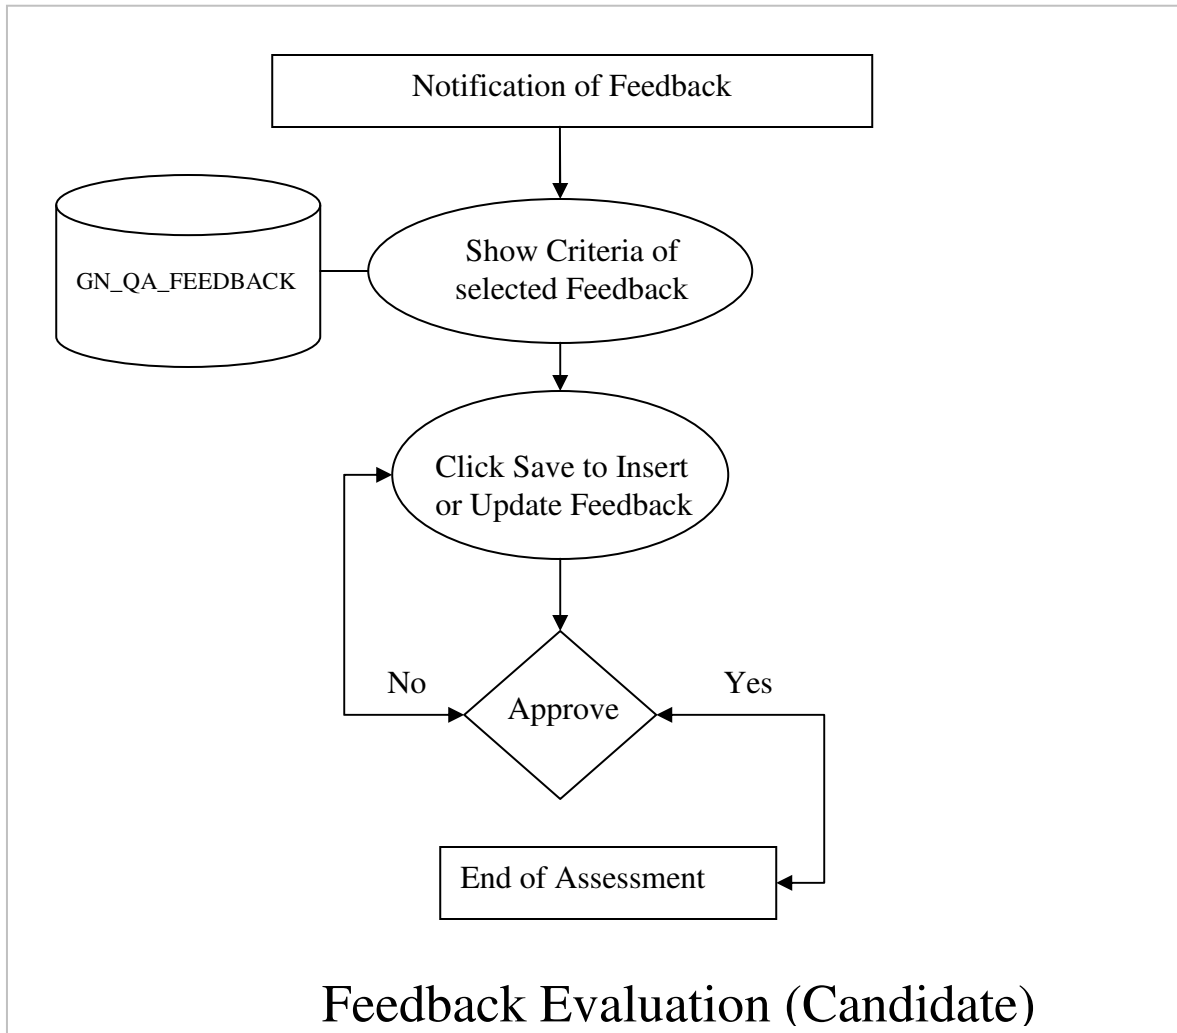 Notification of Feedback
Show Criteria of
selected Feedback
GN_QA_FEEDBACK
Click Save to Insert
or Update Feedback
No
Yes
Approve
End of Assessment
Feedback Evaluation (Candidate)